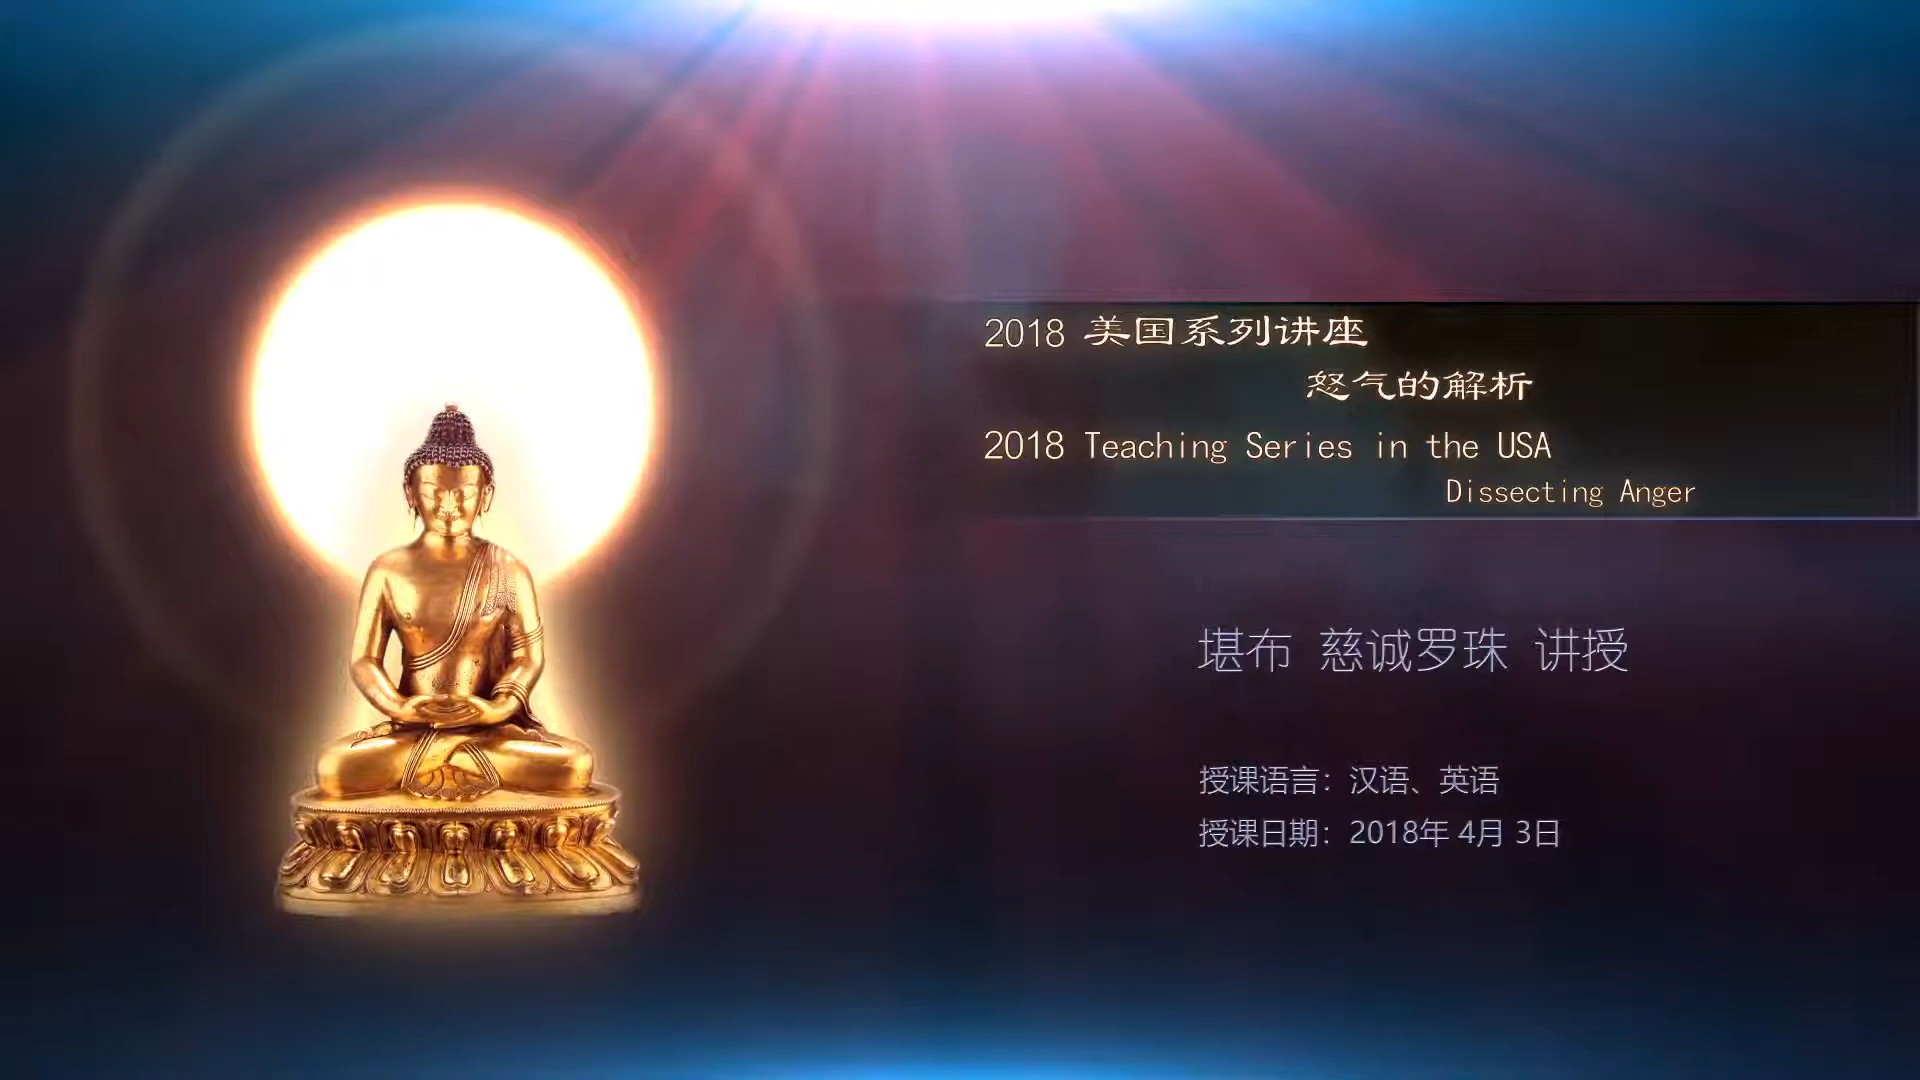 2018 美国系列讲座
怒气的解析
2018 Teaching Series in the USA
Dissecting Anger
堪布 慈诚罗珠 讲授
授课语言：汉语、英语
授课日期：2018年 4月 3日